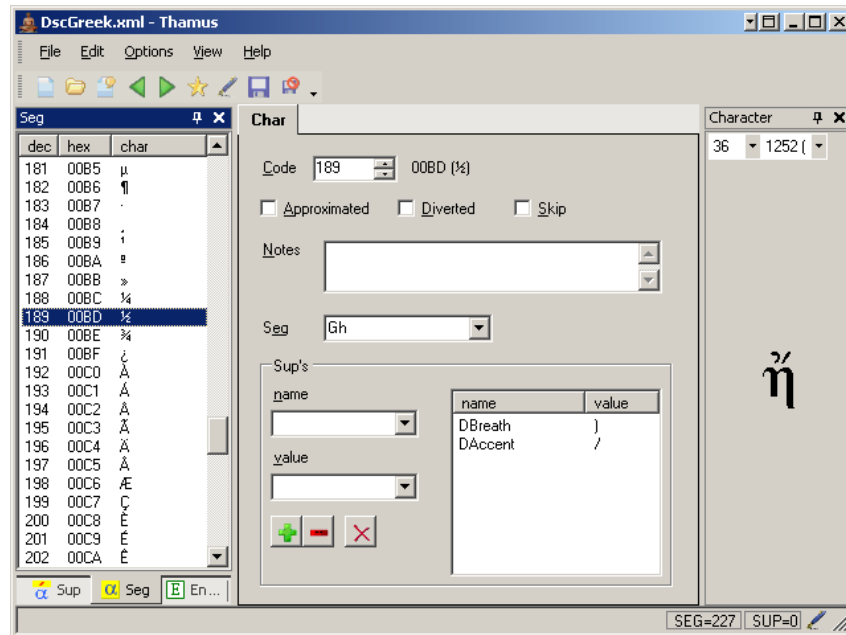 DscGreek.xml - Thamus
File Edit Options View Help
Seg
dec hex char
181 00B5 µ
182 00B6 ¶
183 00B7 ·
184 00B8 ¸
185 00B9 ¹
186 00BA º
187 00BB »
188 00BC ¼
189 00BD ½
190 00BE ¾
191 00BF ¿
192 00C0 À
193 00C1 Á
194 00C2 Â
195 00C3 Ã
196 00C4 Ä
197 00C5 Å
198 00C6 Æ
199 00C7 Ç
200 00C8 È
201 00C9 É
202 00CA Ê
Sup Seg En...
Char
Code 189 00BD (½)
Approximated Diverted Skip
Notes
Seg Gh
Sup's
name
value
name value
DBreath )
DAccent /
Character
36 1252 (
ἤ
SEG=227 SUP=0